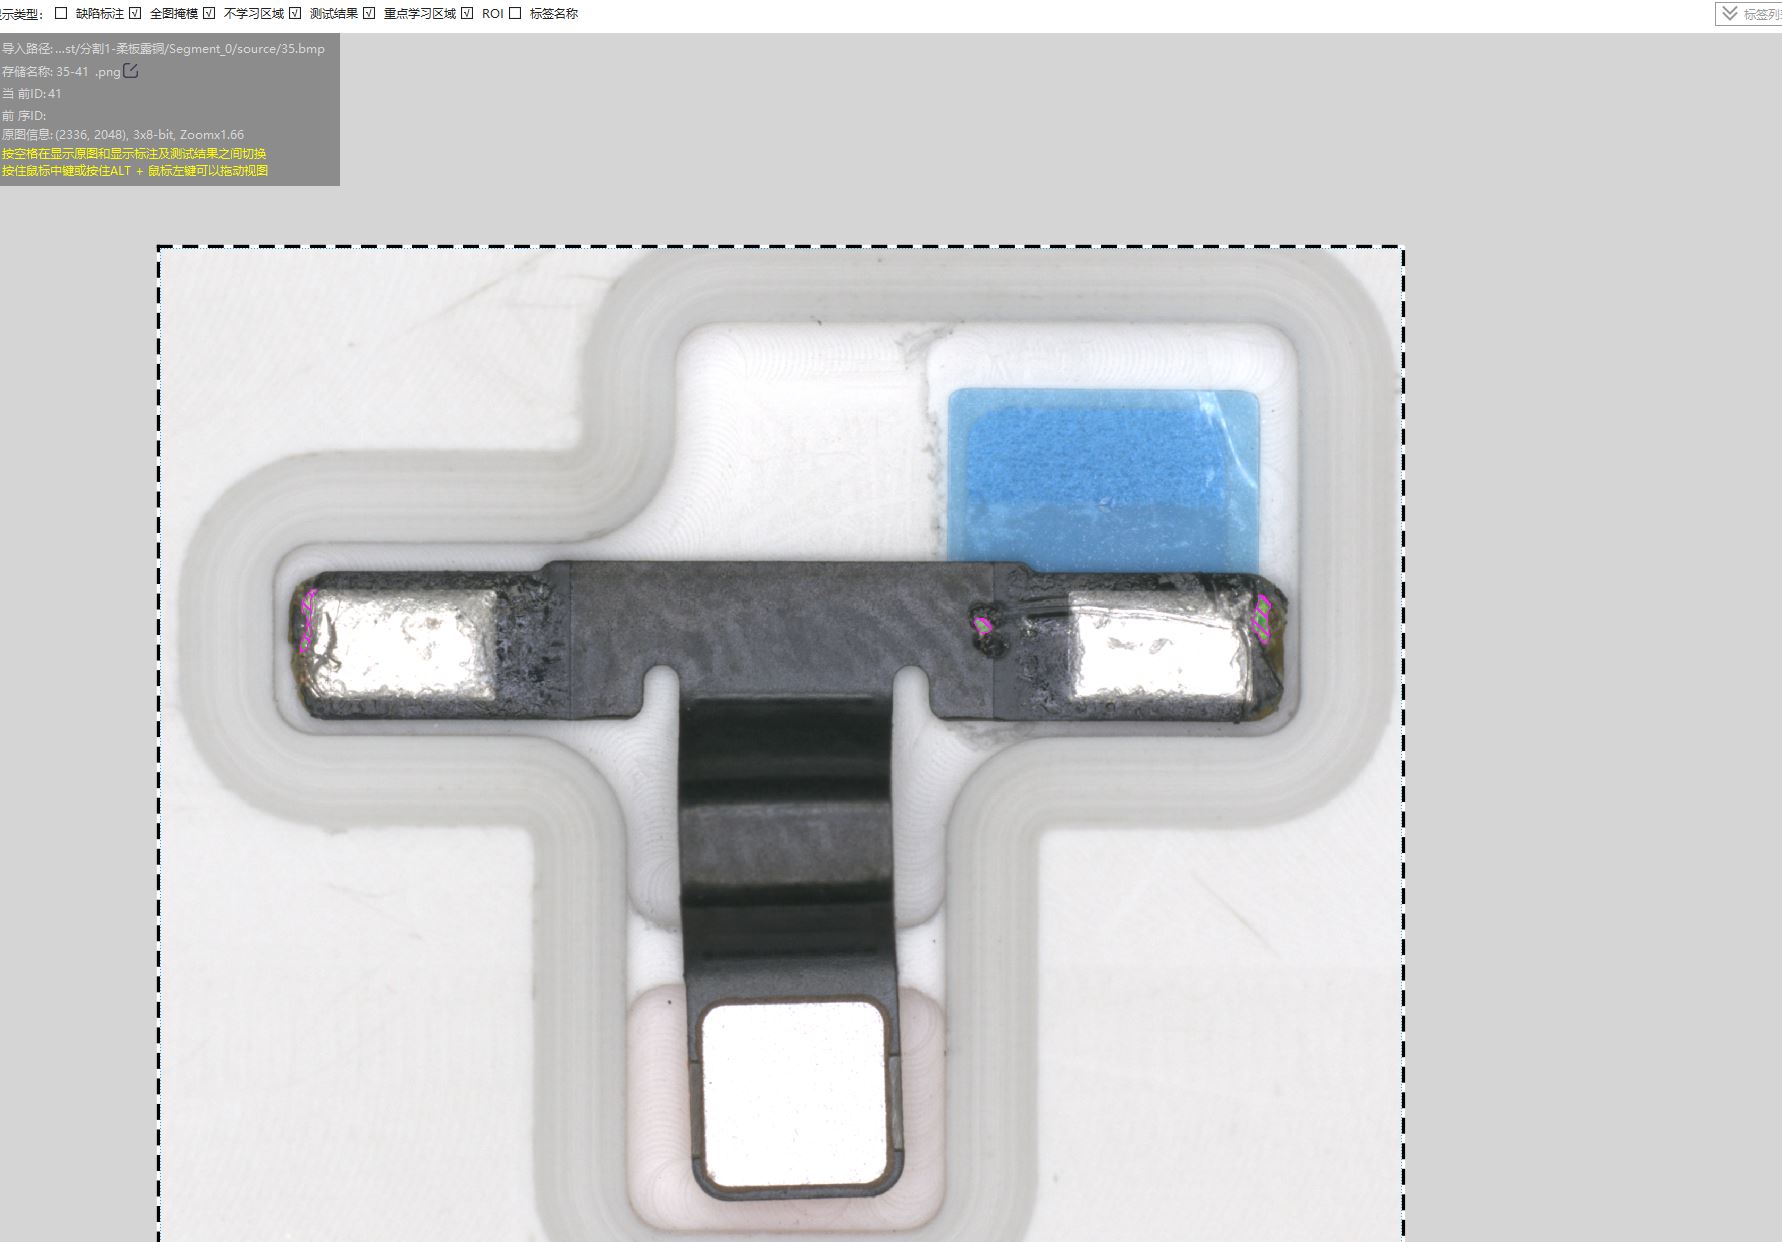 示类型: 缺陷标注 全图掩模 不学习区域 测试结果 重点学习区域 ROI 标签名称
标签列
导入路径: ...st/分割1-柔板露铜/Segment_0/source/35.bmp
存储名称: 35-41 .png
当 前ID: 41
前 序ID:
原图信息: (2336, 2048), 3x8-bit, Zoomx1.66
按空格在显示原图和显示标注及测试结果之间切换
按住鼠标中键或按住ALT + 鼠标左键可以拖动视图